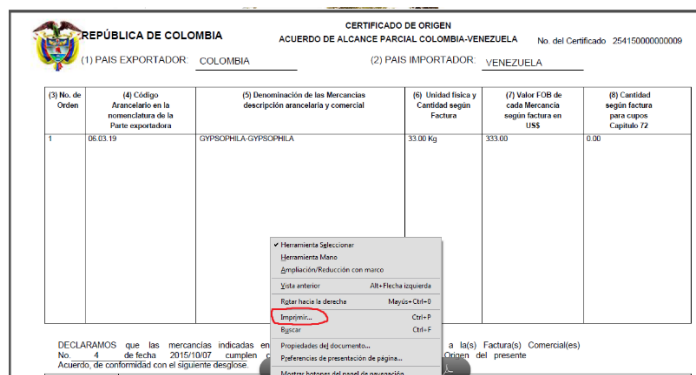 CERTIFICADO DE ORIGEN
REPÚBLICA DE COLOMBIA
ACUERDO DE ALCANCE PARCIAL COLOMBIA-VENEZUELA
No. del Certificado 254150000000009
(1) PAIS EXPORTADOR: COLOMBIA
(2) PAIS IMPORTADOR: VENEZUELA
(3) No. de Orden
(4) Código Arancelario en la nomenclatura de la Parte exportadora
(5) Denominación de las Mercancías descripción arancelaria y comercial
(6) Unidad física y Cantidad según Factura
(7) Valor FOB de cada Mercancía según factura en US$
(8) Cantidad según factura para cupos Capítulo 72
1 06.03.19 GYPSOPHILA-GYPSOPHILA 33.00 Kg 333.00 0.00
Herramienta Seleccionar
Herramienta Mano
Ampliación/Reducción con marco
Vista anterior Alt+Flecha izquierda
Rotar hacia la derecha Mayús+Ctrl+0
Imprimir... Ctrl+P
Buscar Ctrl+F
Propiedades del documento...
Preferencias de presentación de página...
Mostrar botones del panel de navegación
DECLARAMOS que las mercancías indicadas en a la(s) Factura(s) Comercial(es)
No. 4 de fecha 2015/10/07 cumplen Origen del presente
Acuerdo, de conformidad con el siguiente desglose.